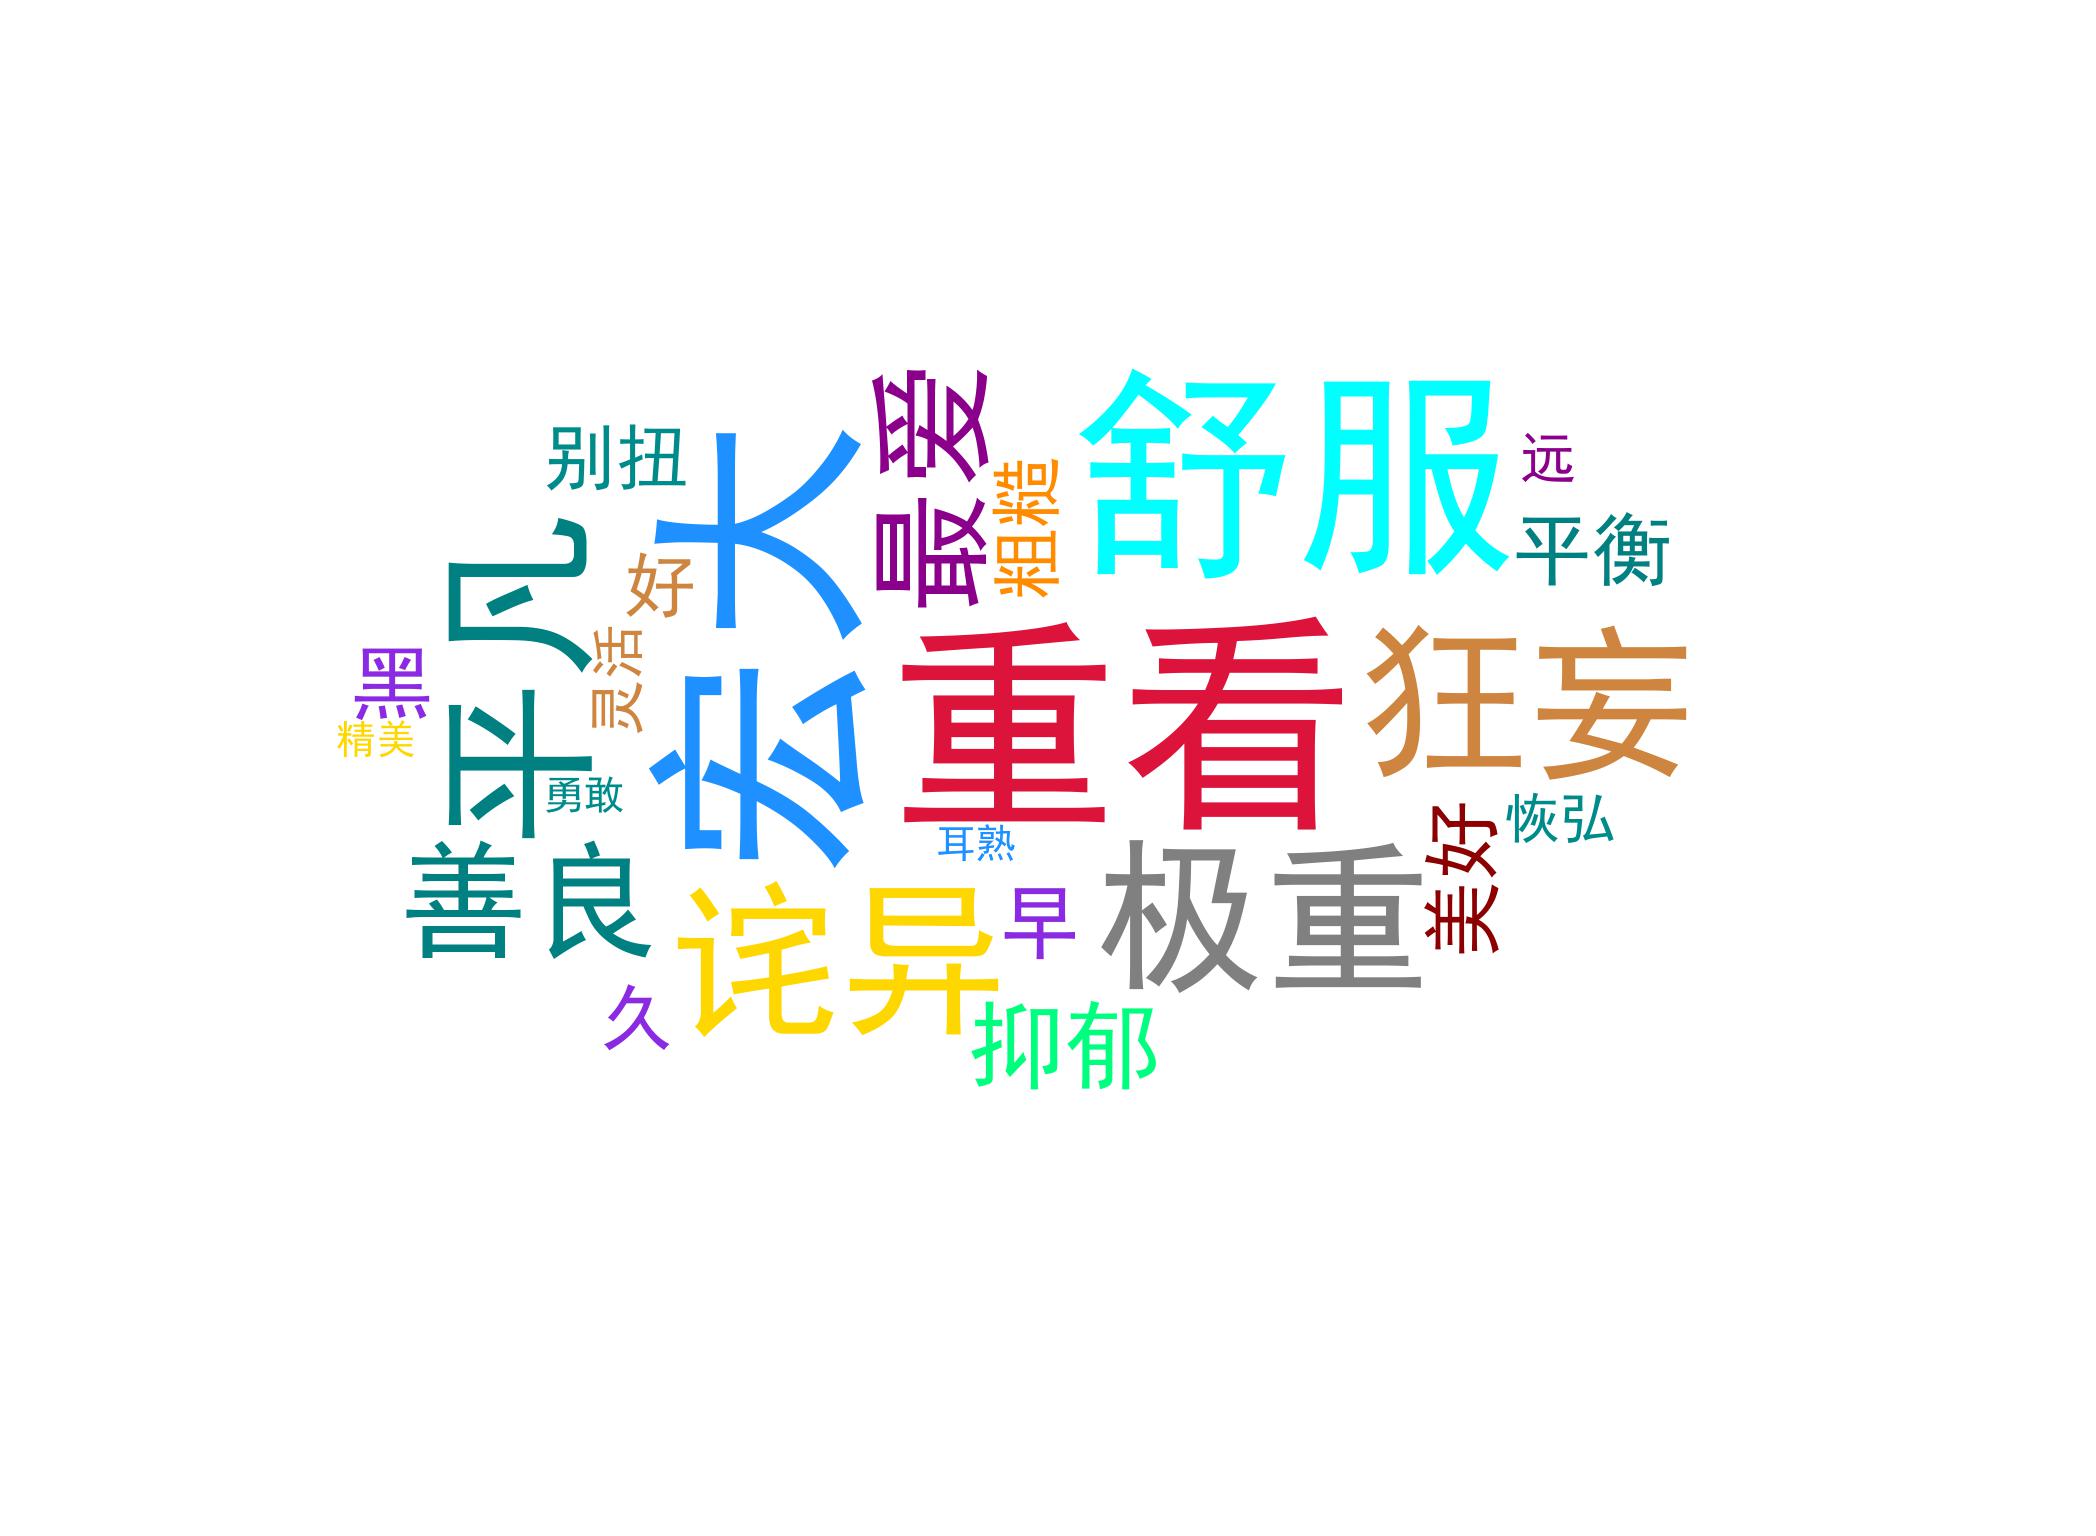 最爱
舒服
别扭
宏大
远
粗糙
平衡
平凡
好
重看
狂妄
灵活
黑
精美
勇敢
恢弘
美好
耳熟
善良
诧异
早
极重
久
抑郁